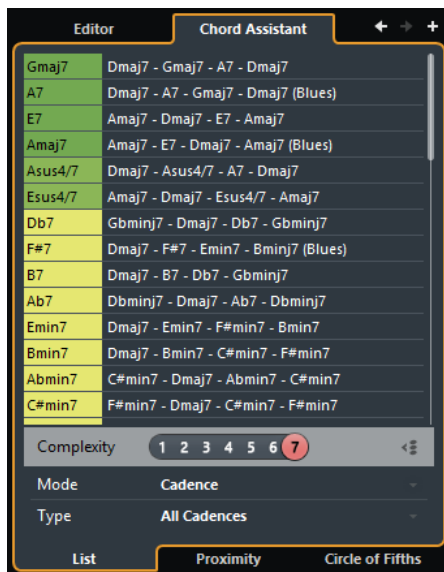 Editor Chord Assistant
Gmaj7 Dmaj7 - Gmaj7 - A7 - Dmaj7
A7 Dmaj7 - A7 - Gmaj7 - Dmaj7 (Blues)
E7 Amaj7 - Dmaj7 - E7 - Amaj7
Amaj7 Amaj7 - E7 - Dmaj7 - Amaj7 (Blues)
Asus4/7 Dmaj7 - Asus4/7 - A7 - Dmaj7
Esus4/7 Amaj7 - Dmaj7 - Esus4/7 - Amaj7
Db7 Gbminj7 - Dmaj7 - Db7 - Gbminj7
F#7 Dmaj7 - F#7 - Emin7 - Bminj7 (Blues)
B7 Dmaj7 - B7 - Db7 - Gbminj7
Ab7 Dbminj7 - Dmaj7 - Ab7 - Dbminj7
Emin7 Dmaj7 - Emin7 - F#min7 - Bmin7
Bmin7 Dmaj7 - Bmin7 - C#min7 - F#min7
Abmin7 C#min7 - Dmaj7 - Abmin7 - C#min7
C#min7 F#min7 - Dmaj7 - C#min7 - F#min7
Complexity 1 2 3 4 5 6 7
Mode Cadence
Type All Cadences
List Proximity Circle of Fifths